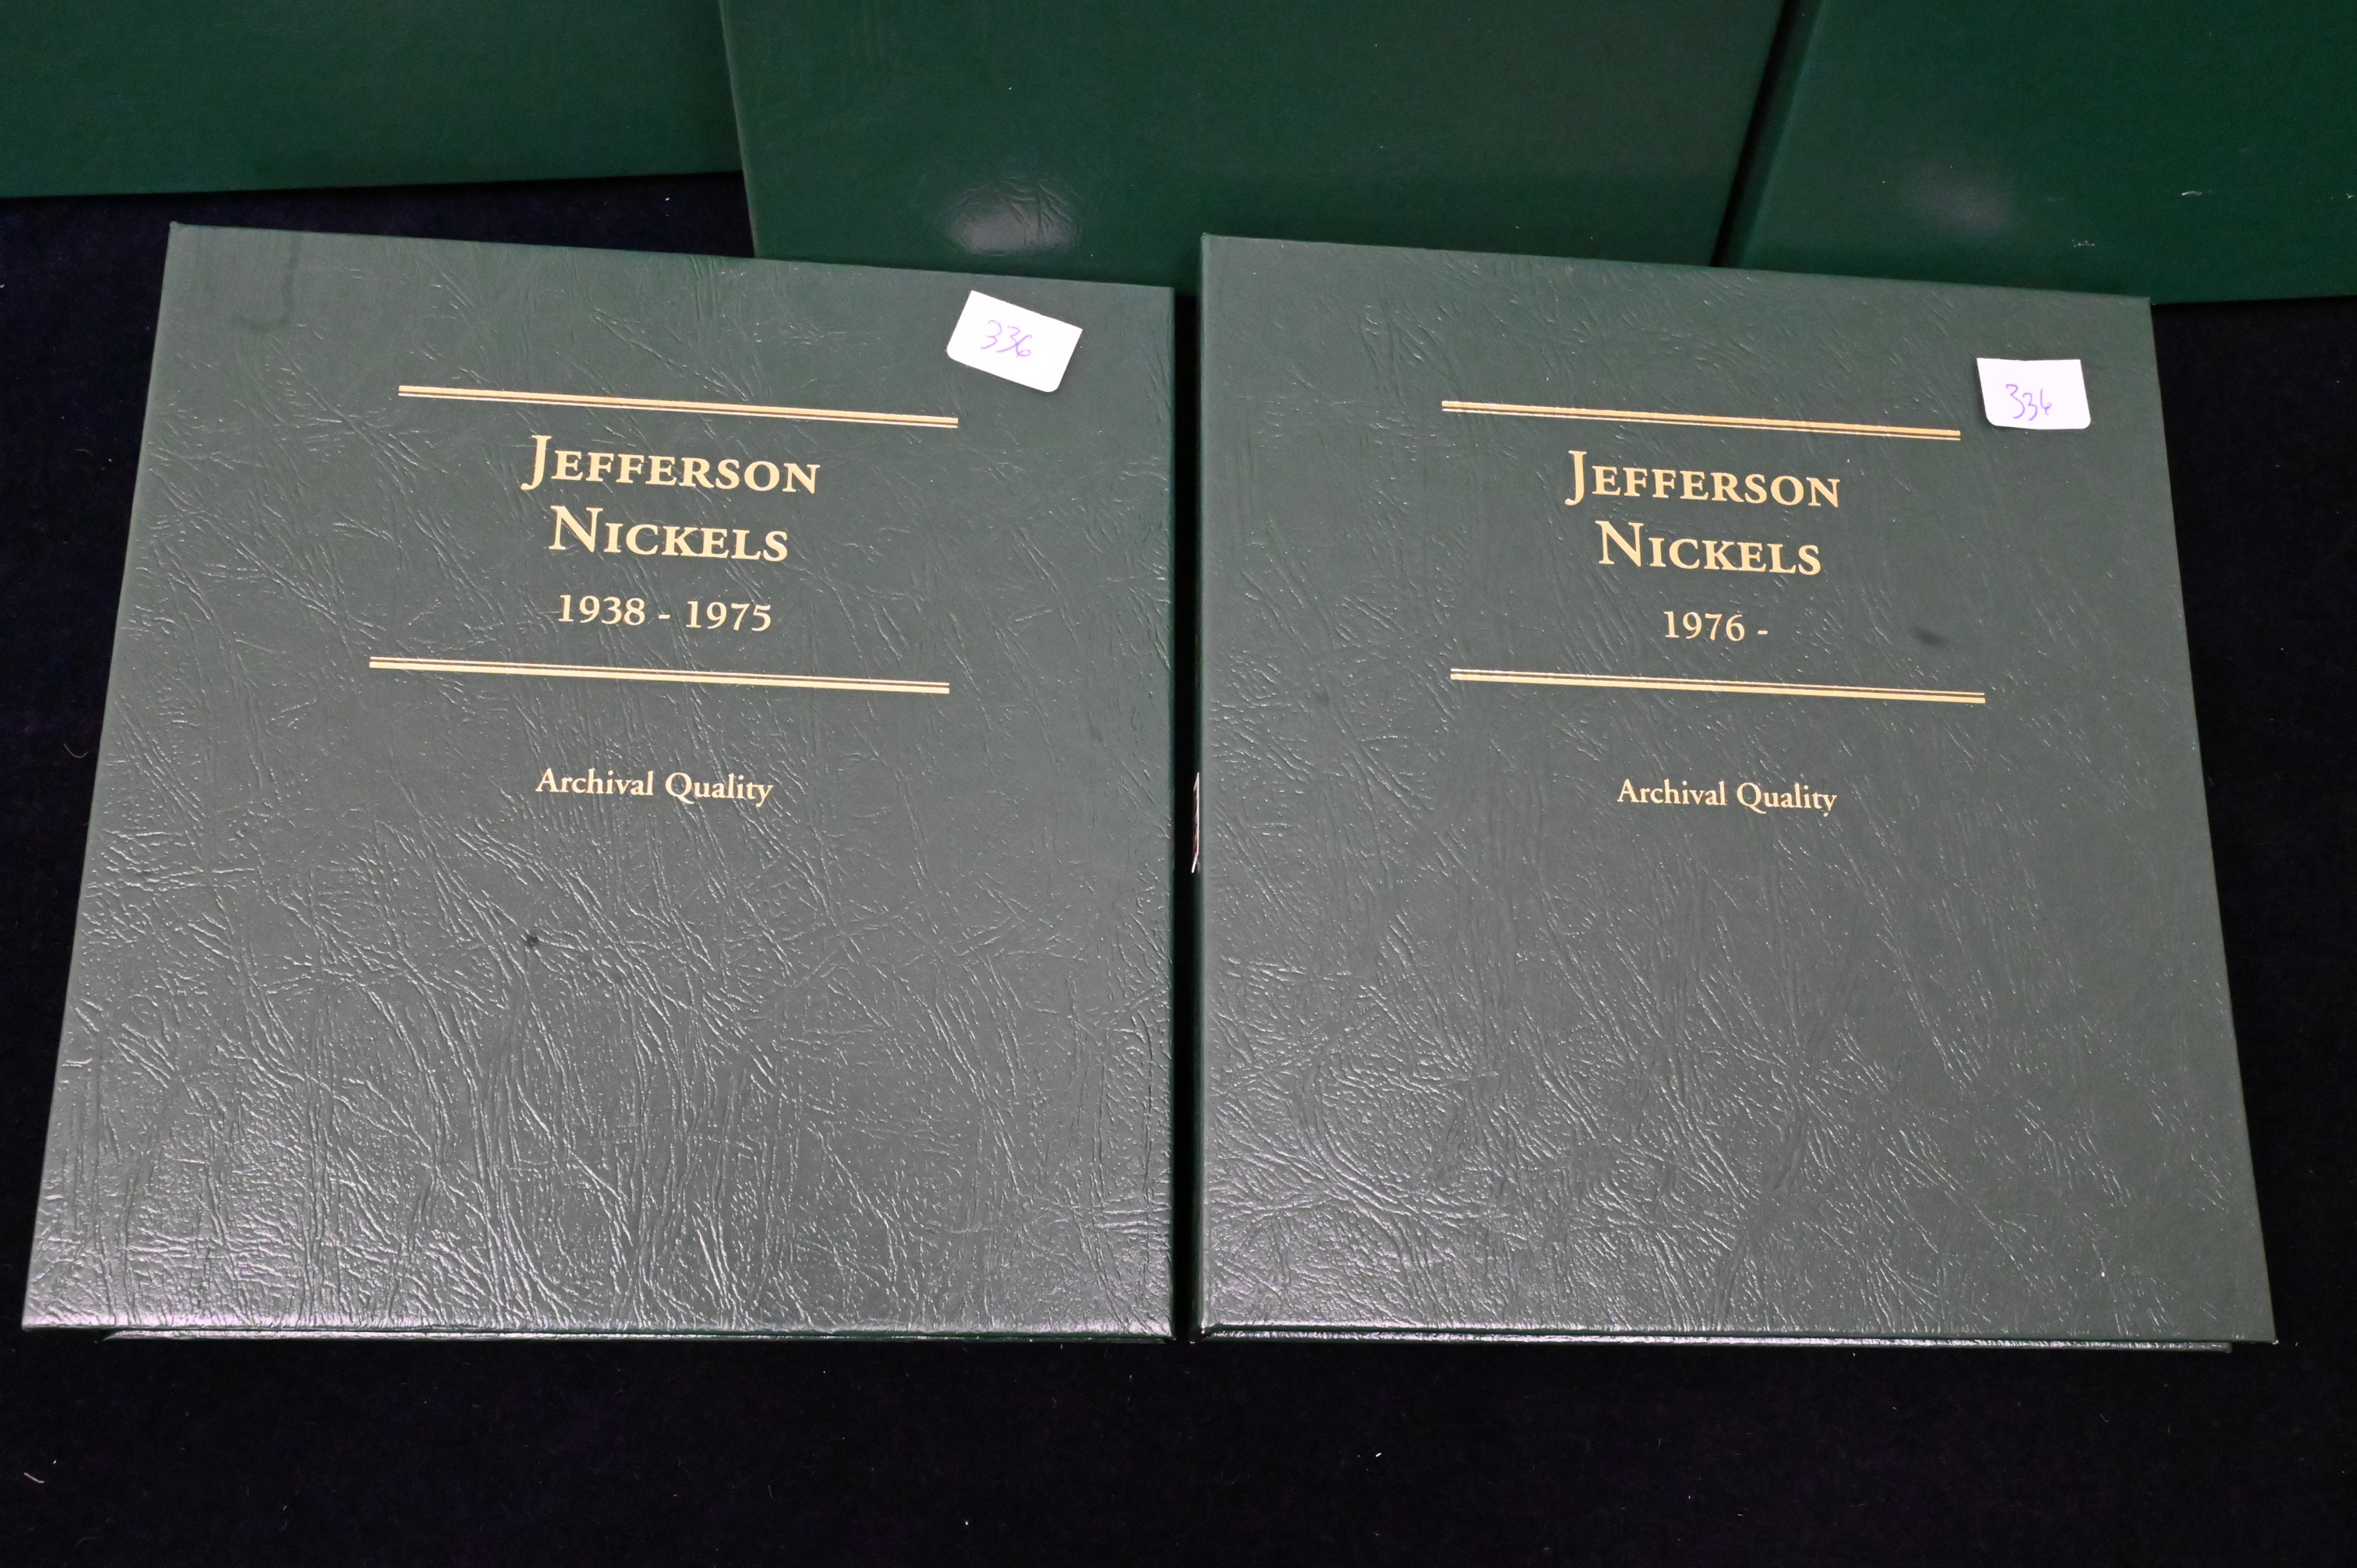 336
JEFFERSON
NICKELS
1938 - 1975
Archival Quality
336
JEFFERSON
NICKELS
1976 -
Archival Quality